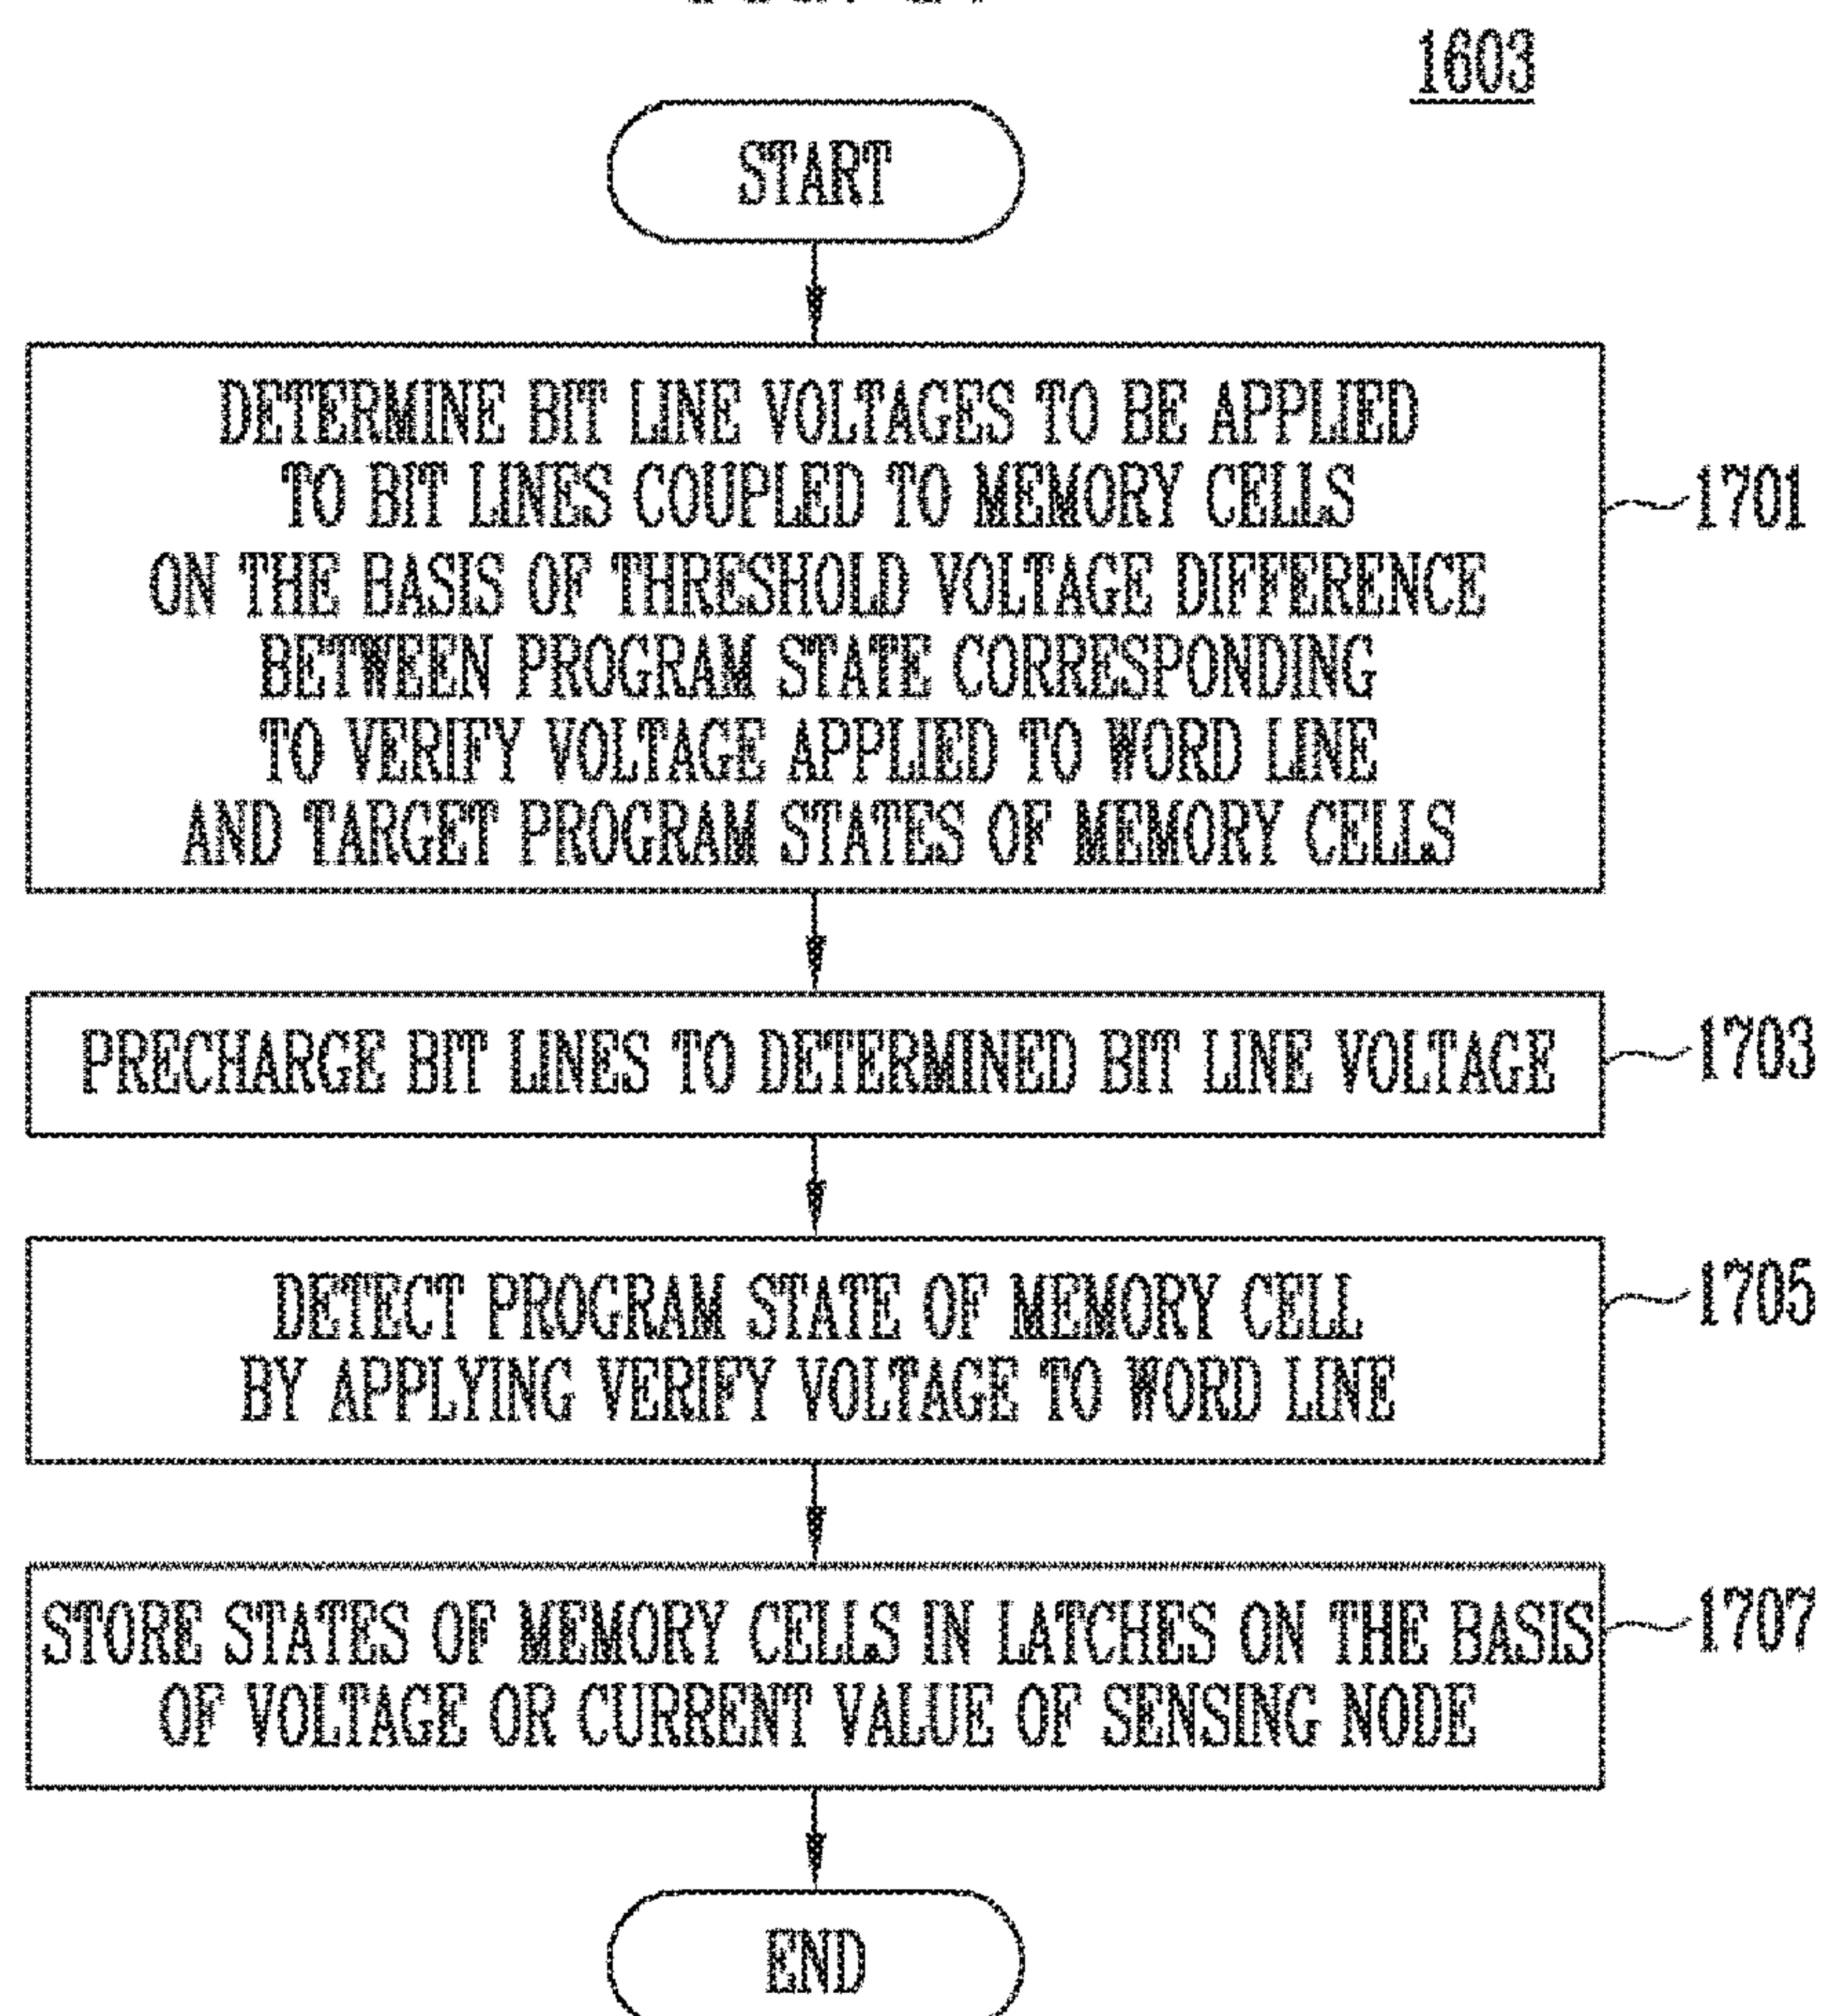 1603
START
DETERMINE BIT LINE VOLTAGES TO BE APPLIED
TO BIT LINES COUPLED TO MEMORY CELLS
ON THE BASIS OF THRESHOLD VOLTAGE DIFFERENCE
BETWEEN PROGRAM STATE CORRESPONDING
TO VERIFY VOLTAGE APPLIED TO WORD LINE
AND TARGET PROGRAM STATES OF MEMORY CELLS
1701
PRECHARGE BIT LINES TO DETERMINED BIT LINE VOLTAGE
1703
DETECT PROGRAM STATE OF MEMORY CELL
BY APPLYING VERIFY VOLTAGE TO WORD LINE
1705
STORE STATES OF MEMORY CELLS IN LATCHES ON THE BASIS
OF VOLTAGE OR CURRENT VALUE OF SENSING NODE
1707
END